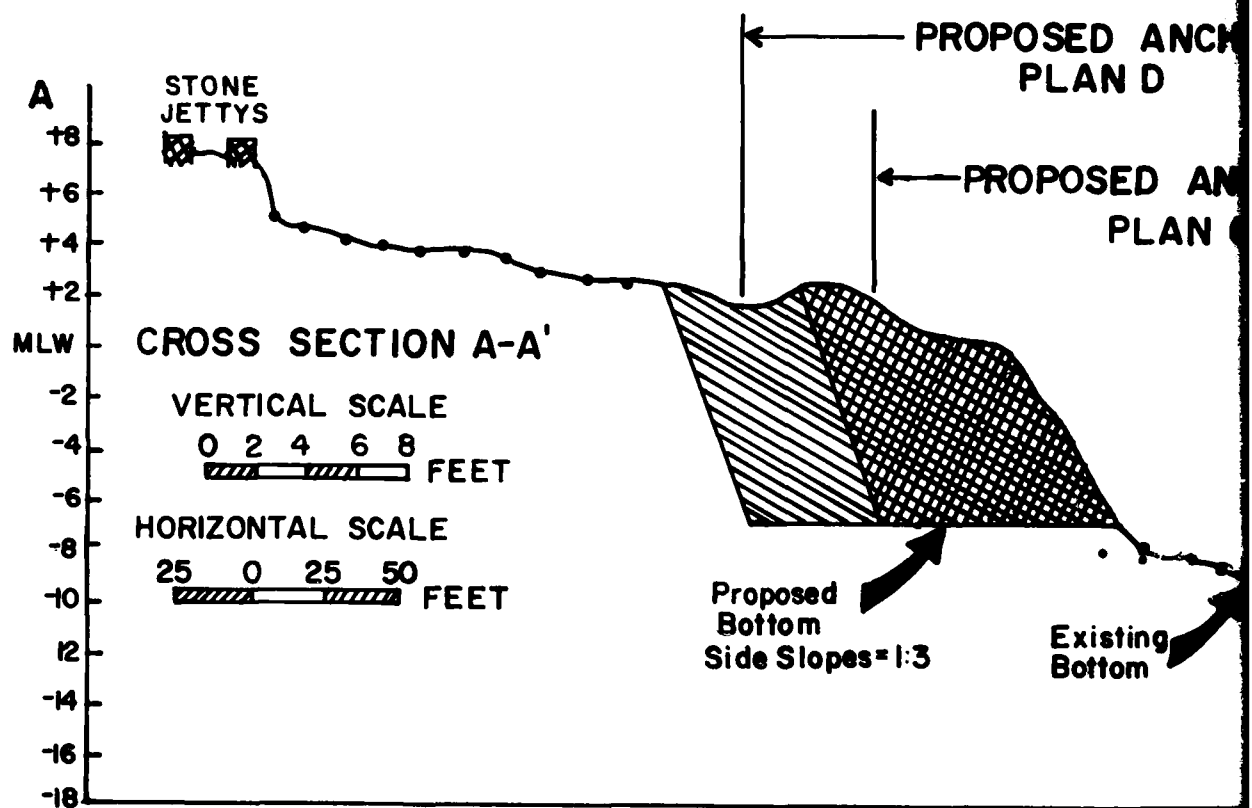 PROPOSED
PLAN D
PROPOSED
PLAN
A
STONE
JETTYS
+8
+6
+4
+2
MLW
-2
-4
-6
-8
-10
12
-14
-16
-18
CROSS SECTION A-A'
VERTICAL SCALE
0 2 4 6 8
FEET
HORIZONTAL SCALE
25 0 25 50
FEET
Proposed
Bottom
Side Slopes=1:3
Existing
Bottom